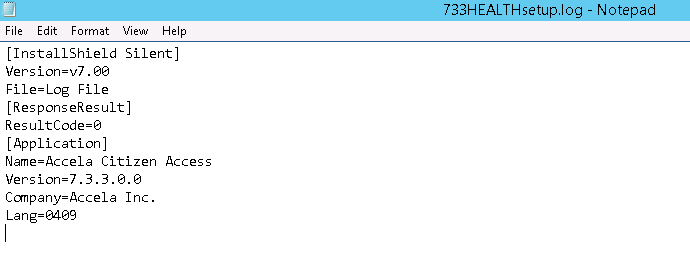 733HEALTHsetup.log - Notepad
File Edit Format View Help
[InstallShield Silent]
Version=v7.00
File=Log File
[ResponseResult]
ResultCode=0
[Application]
Name=Accela Citizen Access
Version=7.3.3.0.0
Company=Accela Inc.
Lang=0409